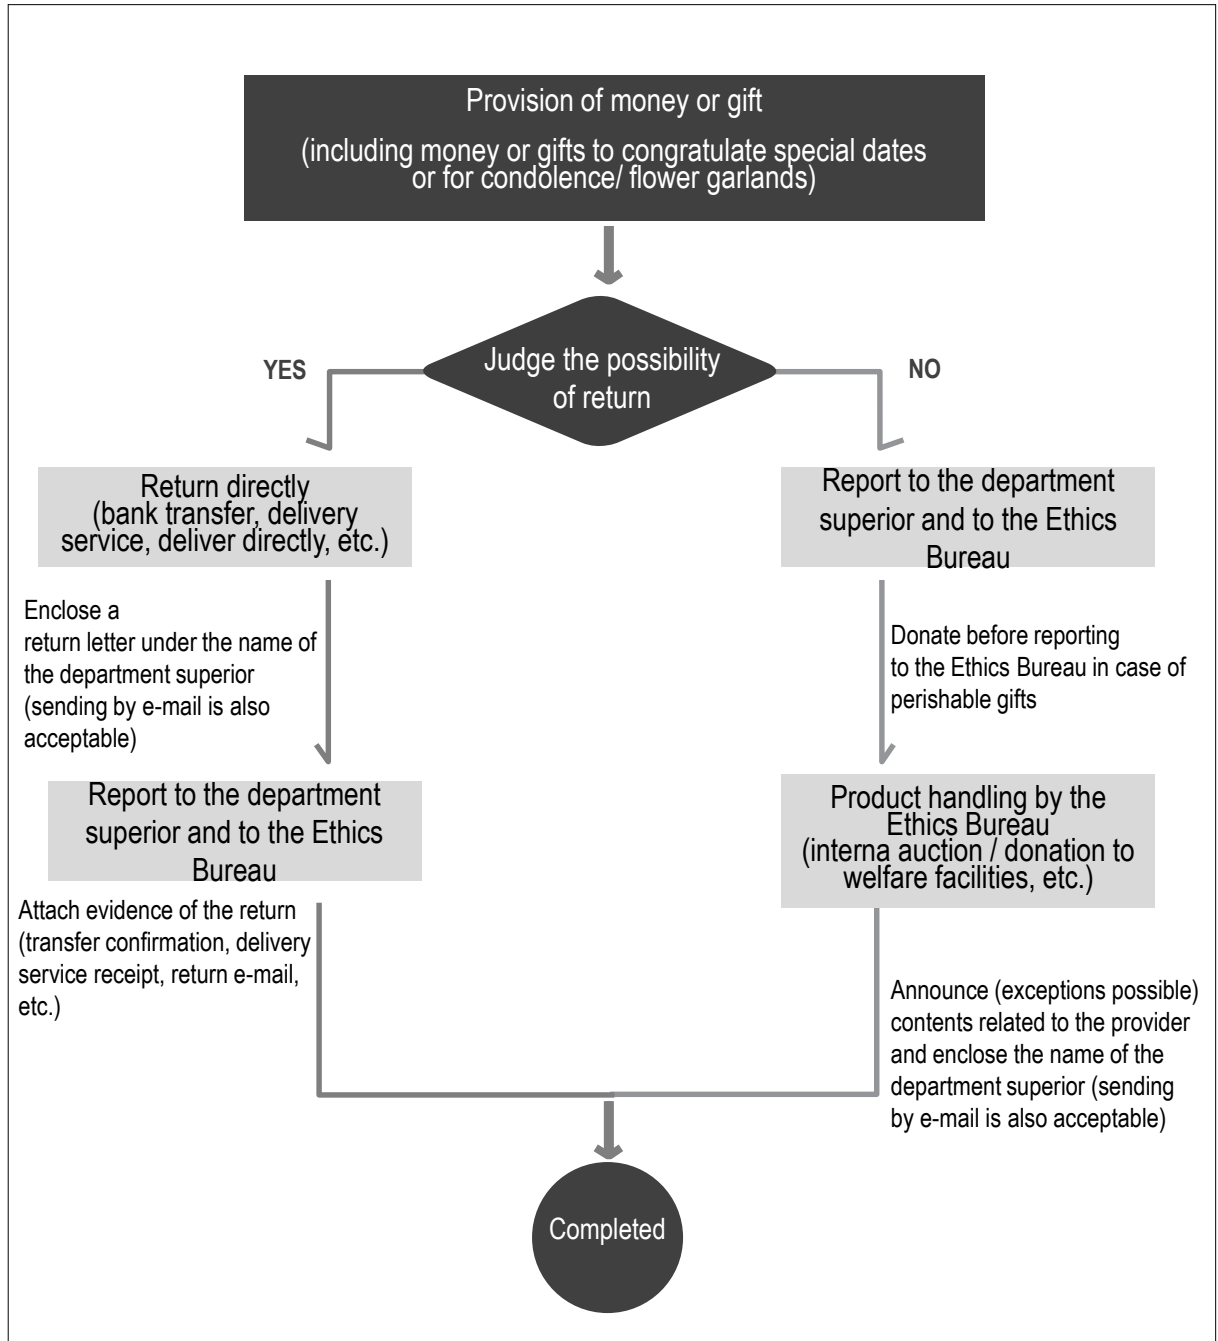 Provision of money or gift
(including money or gifts to congratulate special dates
or for condolence/ flower garlands)
Judge the possibility
of return
YES
NO
Return directly
(bank transfer, delivery
service, deliver directly, etc.)
Report to the department
superior and to the Ethics
Bureau
Enclose a
return letter under the name of
the department superior
(sending by e-mail is also
acceptable)
Donate before reporting
to the Ethics Bureau in case of
perishable gifts
Report to the department
superior and to the Ethics
Bureau
Product handling by the
Ethics Bureau
(interna auction / donation to
welfare facilities, etc.)
Attach evidence of the return
(transfer confirmation, delivery
service receipt, return e-mail,
etc.)
Announce (exceptions possible)
contents related to the provider
and enclose the name of the
department superior (sending
by e-mail is also acceptable)
Completed